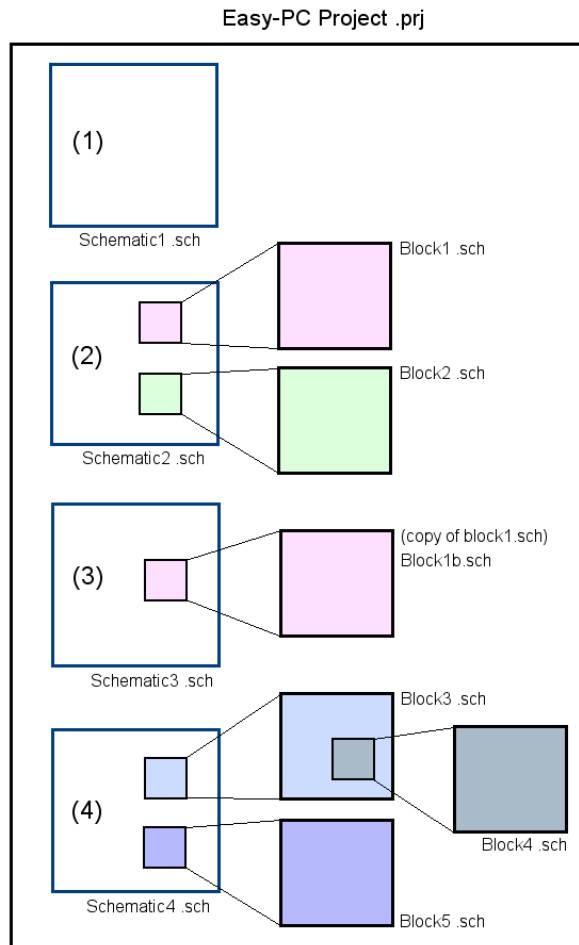 Easy-PC Project .prj
(1)
Schematic1 .sch
Block1 .sch
(2)
Block2 .sch
Schematic2 .sch
(copy of block1.sch)
Block1b.sch
(3)
Schematic3 .sch
Block3 .sch
(4)
Block4 .sch
Schematic4 .sch
Block5 .sch